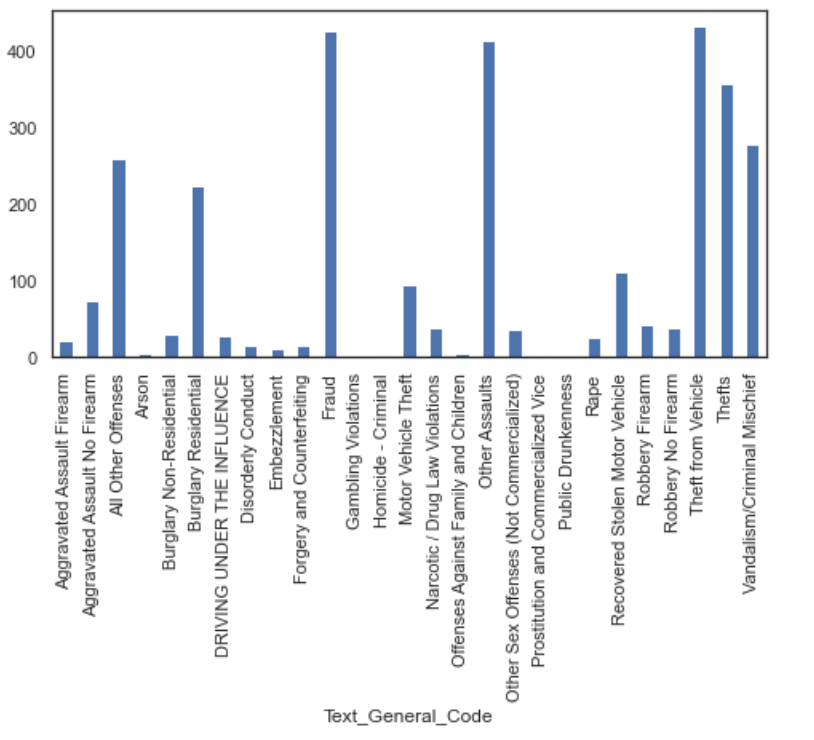 400
300
200
100
0
Aggravated Assault Firearm
Aggravated Assault No Firearm
All Other Offenses
Arson
Burglary Non-Residential
Burglary Residential
DRIVING UNDER THE INFLUENCE
Disorderly Conduct
Embezzlement
Forgery and Counterfeiting
Fraud
Gambling Violations
Homicide - Criminal
Motor Vehicle Theft
Narcotic / Drug Law Violations
Offenses Against Family and Children
Other Assaults
Other Sex Offenses (Not Commercialized)
Prostitution and Commercialized Vice
Public Drunkenness
Rape
Recovered Stolen Motor Vehicle
Robbery Firearm
Robbery No Firearm
Theft from Vehicle
Thefts
Vandalism/Criminal Mischief
Text_General_Code